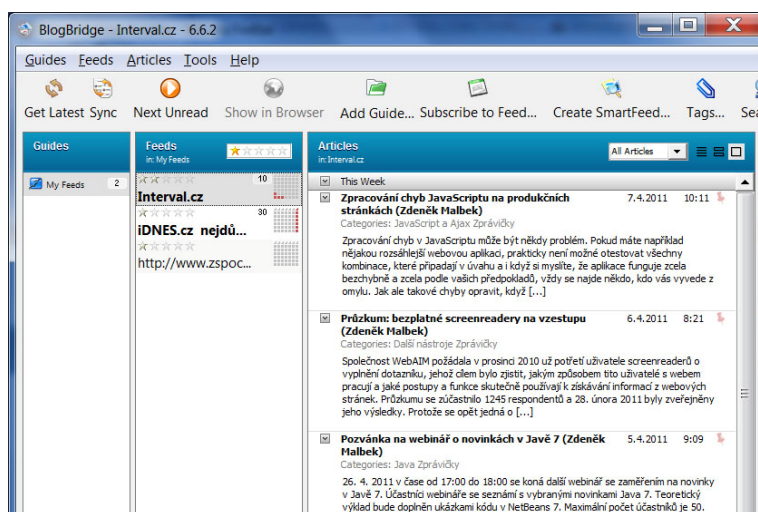 BlogBridge - Interval.cz - 6.6.2
Guides Feeds Articles Tools Help
Get Latest Sync Next Unread Show in Browser Add Guide... Subscribe to Feed... Create SmartFeed... Tags... Sea
Guides
My Feeds 2
Feeds
in: My Feeds
10
Interval.cz
30
iDNES.cz nejdů...
http://www.zspoc...
Articles
in: Interval.cz
All Articles
This Week
Zpracování chyb JavaScriptu na produkčních 7.4.2011 10:11
stránkách (Zdeněk Malbek)
Categories: JavaScript a Ajax Zprávičky
Zpracování chyb v JavaScriptu může být někdy problém. Pokud máte například
nějakou rozsáhlejší webovou aplikaci, prakticky není možné otestovat všechny
kombinace, které připadají v úvahu a i když si myslíte, že aplikace funguje zcela
bezchybně a zcela podle vašich předpokladů, vždy se najde někdo, kdo vás vyvede z
omylu. Jak ale takové chyby opravit, když [...]
Průzkum: bezplatné screenreadery na vzestupu 6.4.2011 8:21
(Zdeněk Malbek)
Categories: Další nástroje Zprávičky
Společnost WebAIM požádala v prosinci 2010 už potřetí uživatele screenreaderů o
vyplnění dotazníku, jehož cílem bylo zjistit, jakým způsobem tito uživatelé s webem
pracují a jaké postupy a funkce skutečně používají k získávání informací z webových
stránek. Průzkumu se zúčastnilo 1245 respondentů a 28. února 2011 byly zveřejněny
jeho výsledky. Protože se opět jedná o [...]
Pozvánka na webinář o novinkách v Javě 7 (Zdeněk 5.4.2011 9:09
Malbek)
Categories: Java Zprávičky
26. 4. 2011 v čase od 17:00 do 18:00 se koná další webinář se zaměřením na novinky
v Javě 7. Účastníci webináře se seznámí s vybranými novinkami Java 7. Teoretický
výklad bude doplněn ukázkami kódu v NetBeans 7. Maximální počet účastníků je 50.